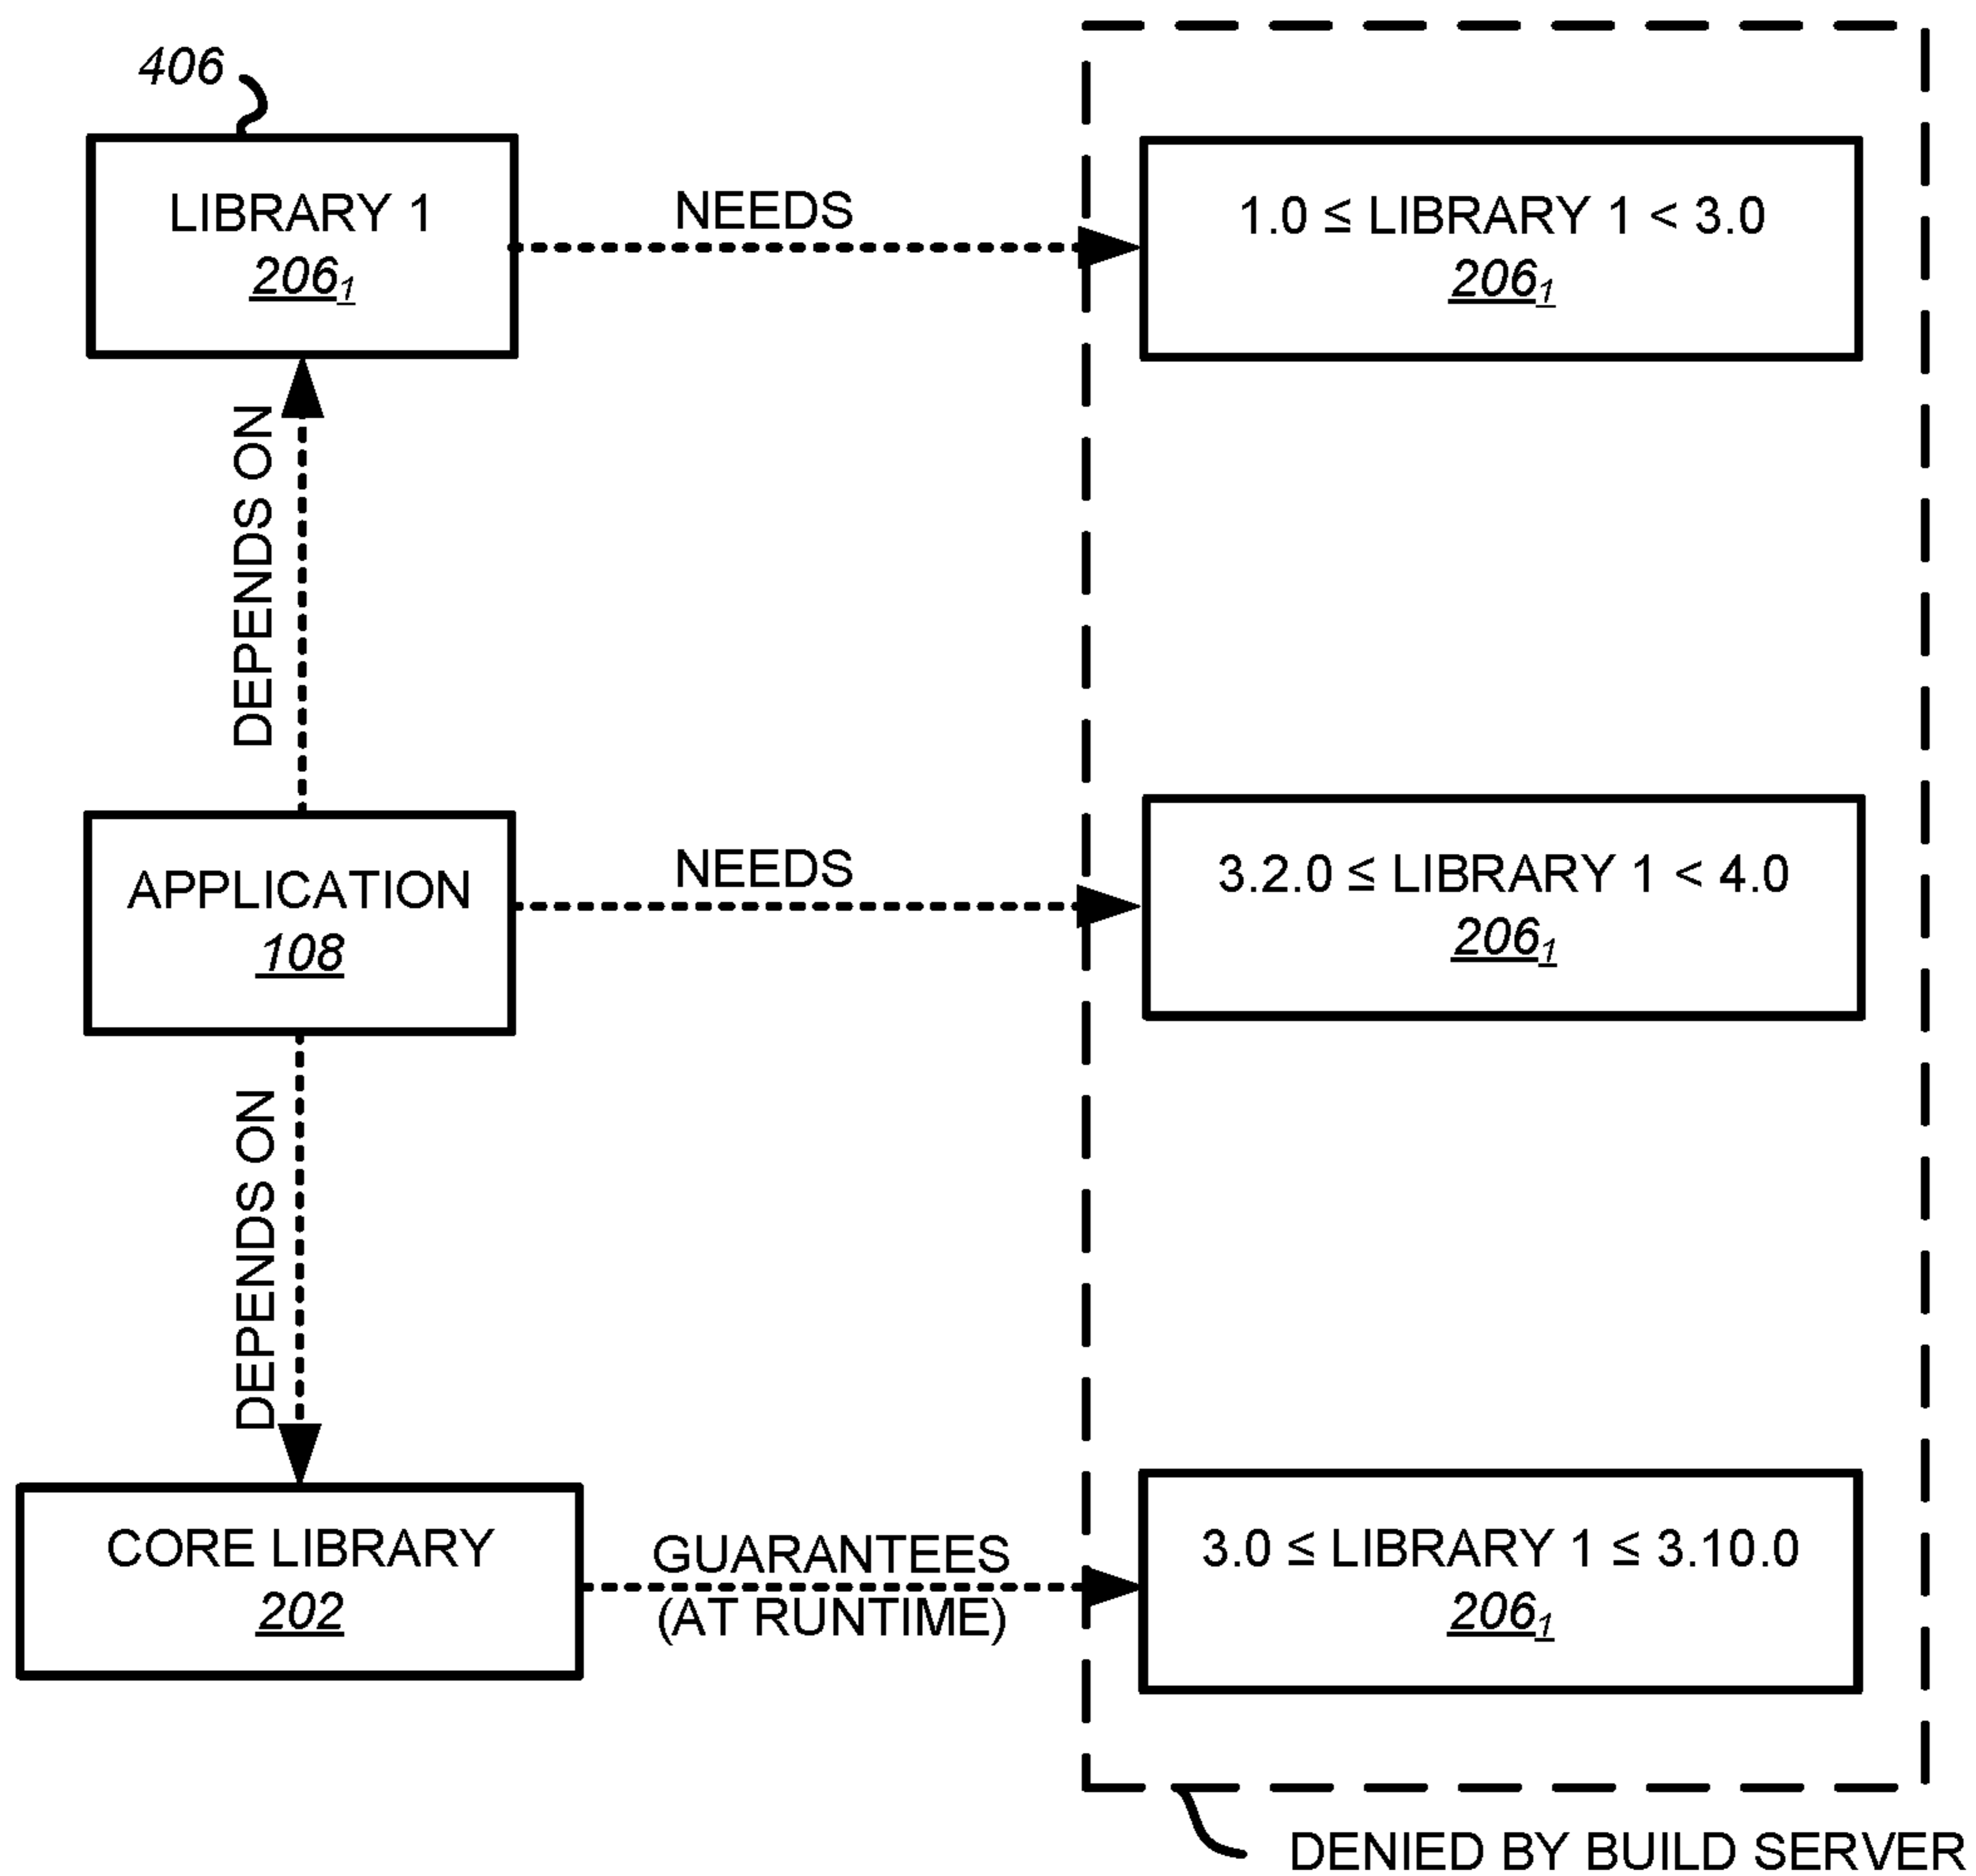 406
LIBRARY 1
206₁
NEEDS
1.0 ≤ LIBRARY 1 < 3.0
206₁
DEPENDS ON
APPLICATION
108
NEEDS
3.2.0 ≤ LIBRARY 1 < 4.0
206₁
DEPENDS ON
CORE LIBRARY
202
GUARANTEES
(AT RUNTIME)
3.0 ≤ LIBRARY 1 ≤ 3.10.0
206₁
DENIED BY BUILD SERVER